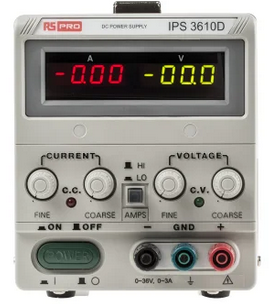 RS PRO DC POWER SUPPLY IPS 3610D
A V
-0.00 -00.0
CURRENT HI VOLTAGE
LO
C.C. C.V.
FINE COARSE AMPS FINE COARSE
ON OFF - GND +
POWER
0~36V, 0~3A